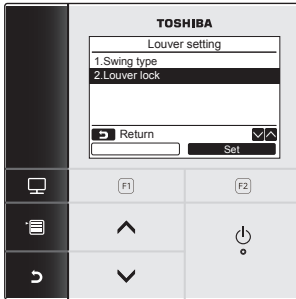 TOSHIBA
Louver setting
1.Swing type
2.Louver lock
Return
Set
F1 F2